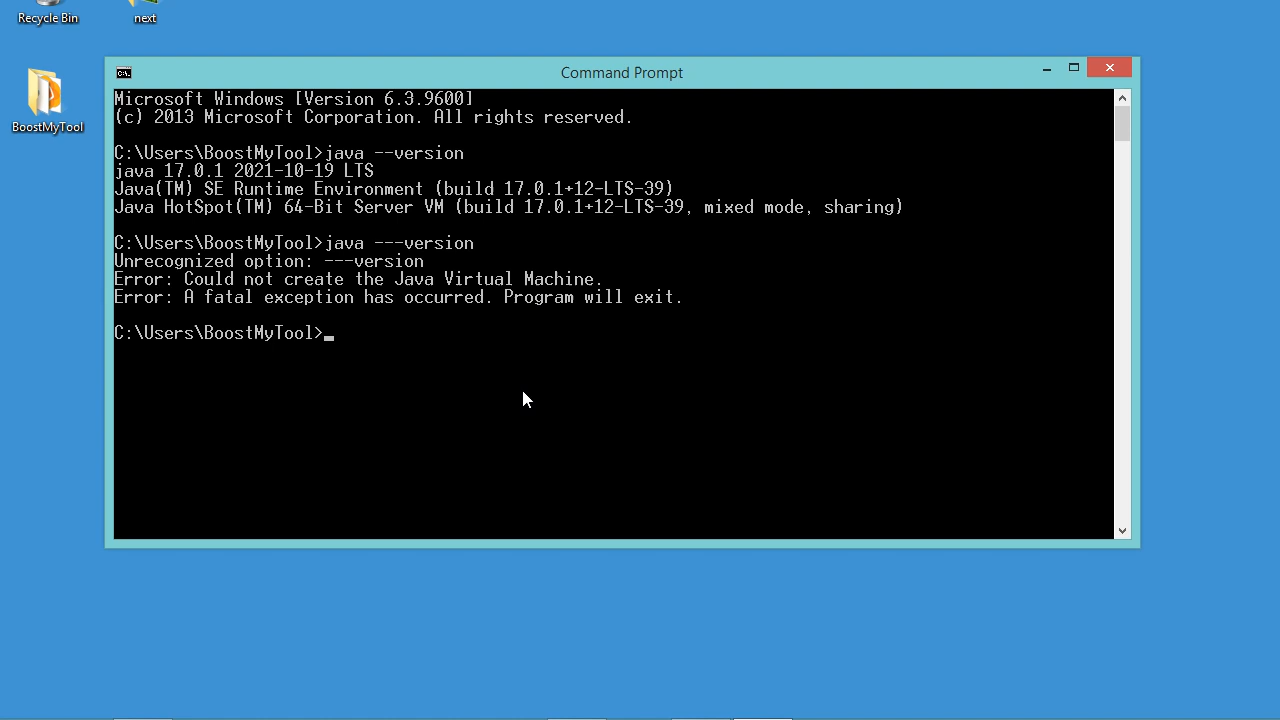 Recycle Bin
next
BoostMyTool
Command Prompt
Microsoft Windows [Version 6.3.9600]
(c) 2013 Microsoft Corporation. All rights reserved.
C:\Users\BoostMyTool>java --version
java 17.0.1 2021-10-19 LTS
Java(TM) SE Runtime Environment (build 17.0.1+12-LTS-39)
Java HotSpot(TM) 64-Bit Server VM (build 17.0.1+12-LTS-39, mixed mode, sharing)
C:\Users\BoostMyTool>java ---version
Unrecognized option: ---version
Error: Could not create the Java Virtual Machine.
Error: A fatal exception has occurred. Program will exit.
C:\Users\BoostMyTool>